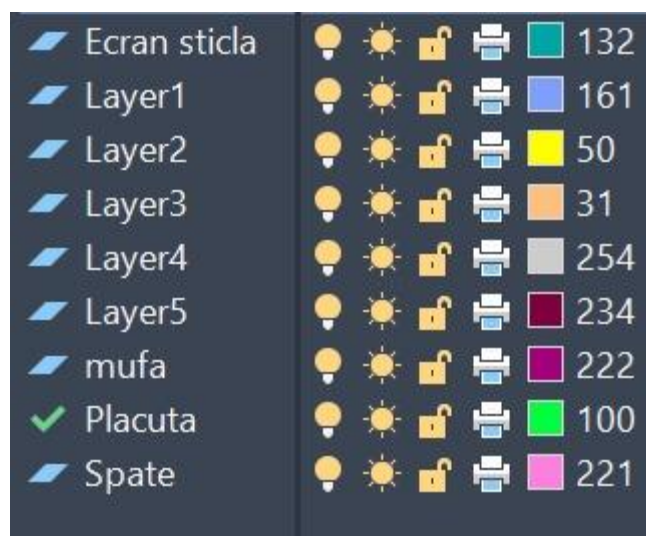 Ecran sticla 132
Layer1 161
Layer2 50
Layer3 31
Layer4 254
Layer5 234
mufa 222
Placuta 100
Spate 221